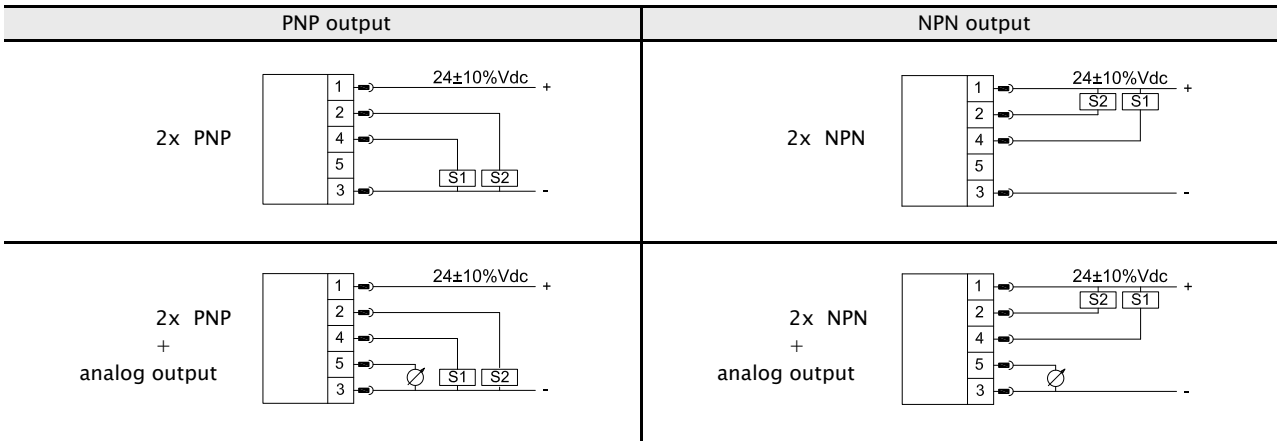 PNP output
NPN output
2x PNP
1 24±10%Vdc +
2
4
5 S1 S2
3 -
2x NPN
1 24±10%Vdc +
2 S2 S1
4
5
3 -
2x PNP
+
analog output
1 24±10%Vdc +
2
4
5 S1 S2
3 -
2x NPN
+
analog output
1 24±10%Vdc +
2 S2 S1
4
5
3 -